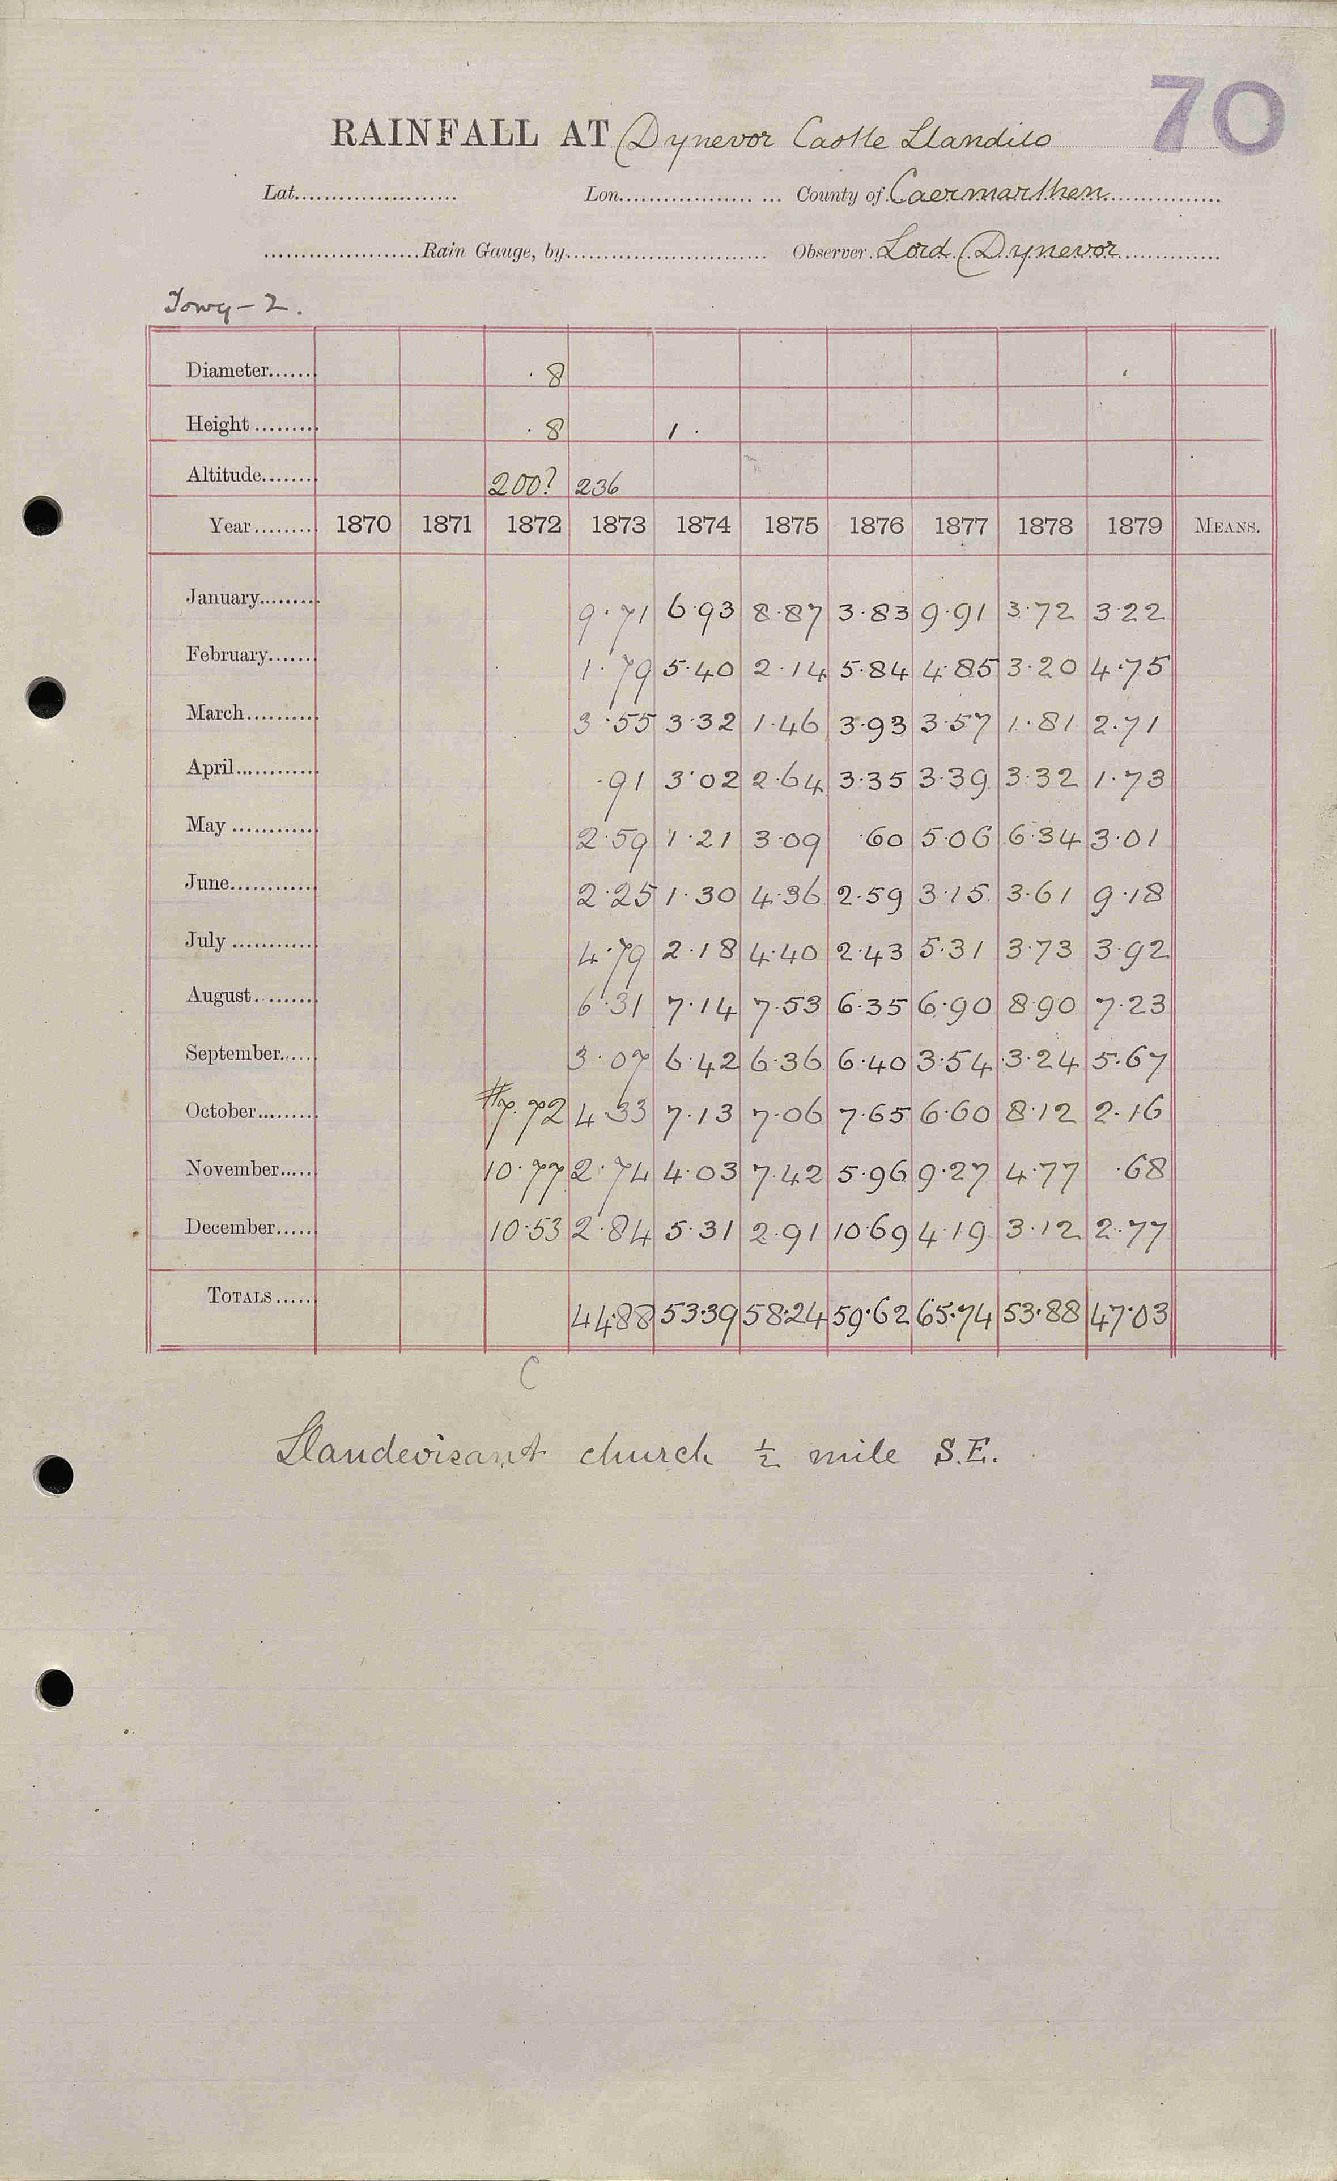 70
RAINFALL AT Dynevor Castle Llandilo
Lat...................... Lon.................. ... County of Caermarthen
.....................Rain Gauge, by........................... Observer. Lord Dynevor
Towy - 2.
Diameter....... ·8
Height......... ·8 1 ·
Altitude........ 200? 236
Year......... 1870 1871 1872 1873 1874 1875 1876 1877 1878 1879 MEANS.
January......... 9·71 6·93 8·87 3·83 9·91 3·72 3·22
February....... 1·79 5·40 2·14 5·84 4·85 3·20 4·75
March.......... 3·55 3·32 1·46 3·93 3·57 1·81 2·71
April............ ·91 3·02 2·64 3·35 3·39 3·32 1·73
May............ 2·59 1·21 3·09 ·60 5·06 6·34 3·01
June............ 2·25 1·30 4·36 2·59 3·15 3·61 9·18
July............ 4·79 2·18 4·40 2·43 5·31 3·73 3·92
August......... 6·31 7·14 7·53 6·35 6·90 8·90 7·23
September...... 3·07 6·42 6·36 6·40 3·54 3·24 5·67
October......... #7·72 4·33 7·13 7·06 7·65 6·60 8·12 2·16
November..... 10·77 2·74 4·03 7·42 5·96 9·27 4·77 ·68
December...... 10·53 2·84 5·31 2·91 10·69 4·19 3·12 2·77
TOTALS...... 44·88 53·39 58·24 59·62 65·74 53·88 47·03
C
Llandevisant church ½ mile S.E.